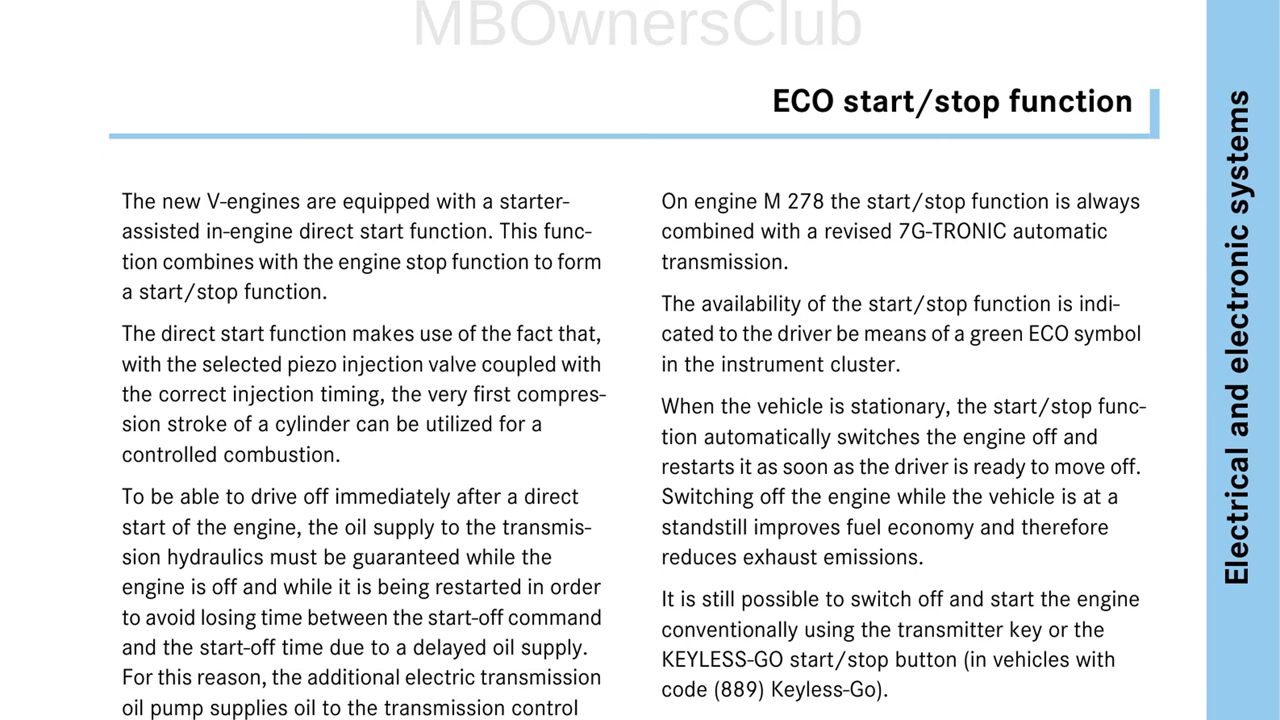 MBOwnersClub
ECO start/stop function
Electrical and electronic systems
The new V-engines are equipped with a starter-
assisted in-engine direct start function. This func-
tion combines with the engine stop function to form
a start/stop function.
The direct start function makes use of the fact that,
with the selected piezo injection valve coupled with
the correct injection timing, the very first compres-
sion stroke of a cylinder can be utilized for a
controlled combustion.
To be able to drive off immediately after a direct
start of the engine, the oil supply to the transmis-
sion hydraulics must be guaranteed while the
engine is off and while it is being restarted in order
to avoid losing time between the start-off command
and the start-off time due to a delayed oil supply.
For this reason, the additional electric transmission
oil pump supplies oil to the transmission control
On engine M 278 the start/stop function is always
combined with a revised 7G-TRONIC automatic
transmission.
The availability of the start/stop function is indi-
cated to the driver be means of a green ECO symbol
in the instrument cluster.
When the vehicle is stationary, the start/stop func-
tion automatically switches the engine off and
restarts it as soon as the driver is ready to move off.
Switching off the engine while the vehicle is at a
standstill improves fuel economy and therefore
reduces exhaust emissions.
It is still possible to switch off and start the engine
conventionally using the transmitter key or the
KEYLESS-GO start/stop button (in vehicles with
code (889) Keyless-Go).